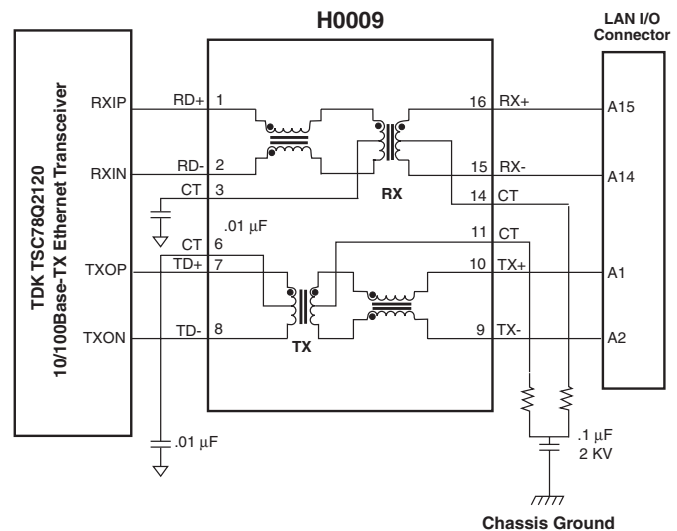 H0009
LAN I/O
Connector
TDK TSC78Q2120
10/100Base-TX Ethernet Transceiver
RXIP RD+ 1 16 RX+ A15
RXIN RD- 2 15 RX- A14
CT 3 RX 14 CT
.01 µF
11 CT
CT 6
TXOP TD+ 7 10 TX+ A1
TXON TD- 8 TX 9 TX- A2
.01 µF
.1 µF
2 KV
Chassis Ground